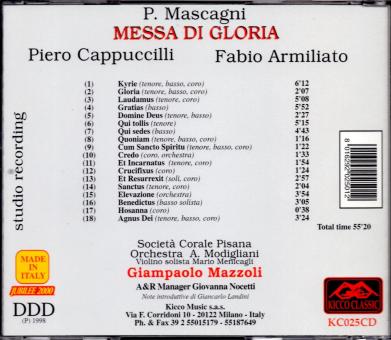 P. Mascagni
MESSA DI GLORIA
Piero Cappuccilli Fabio Armiliato
(1) Kyrie (tenore, basso, coro) 6'12
(2) Gloria (tenore, basso, coro) 2'07
(3) Laudamus (tenore, coro) 5'08
(4) Gratias (basso) 5'52
(5) Domine Deus (tenore, basso) 2'27
(6) Qui tollis (tenore) 5'15
(7) Qui sedes (basso) 4'43
(8) Quoniam (tenore, basso, coro) 1'16
(9) Cum Sancto Spiritu (tenore, basso, coro) 1'22
(10) Credo (coro, orchestra) 1'33
(11) Et Incarnatus (tenore) 1'54
(12) Crucifixus (coro) 1'24
(13) Et Resurrexit (soli, coro) 2'57
(14) Sanctus (tenore, coro) 2'04
(15) Elevazione (orchestra) 3'54
(16) Benedictus (basso solista) 3'05
(17) Hosanna (coro) 0'38
(18) Agnus Dei (tenore, basso, coro) 3'24
Total time 55'20
studio recording
8016292025012
Società Corale Pisana
Orchestra A. Modigliani
Violino solista Mario Menicagli
Giampaolo Mazzoli
A&R Manager Giovanna Nocetti
Note introduttive di Giancarlo Landini
Kicco Music s.a.s.
Via F. Corridoni 10 - 20122 Milano - Italy
Ph. & Fax 39 2 55015179 - 55187649
MADE IN
ITALY
JUBILEE 2000
DDD
(P) 1998
KICCO CLASSIC
KC025CD